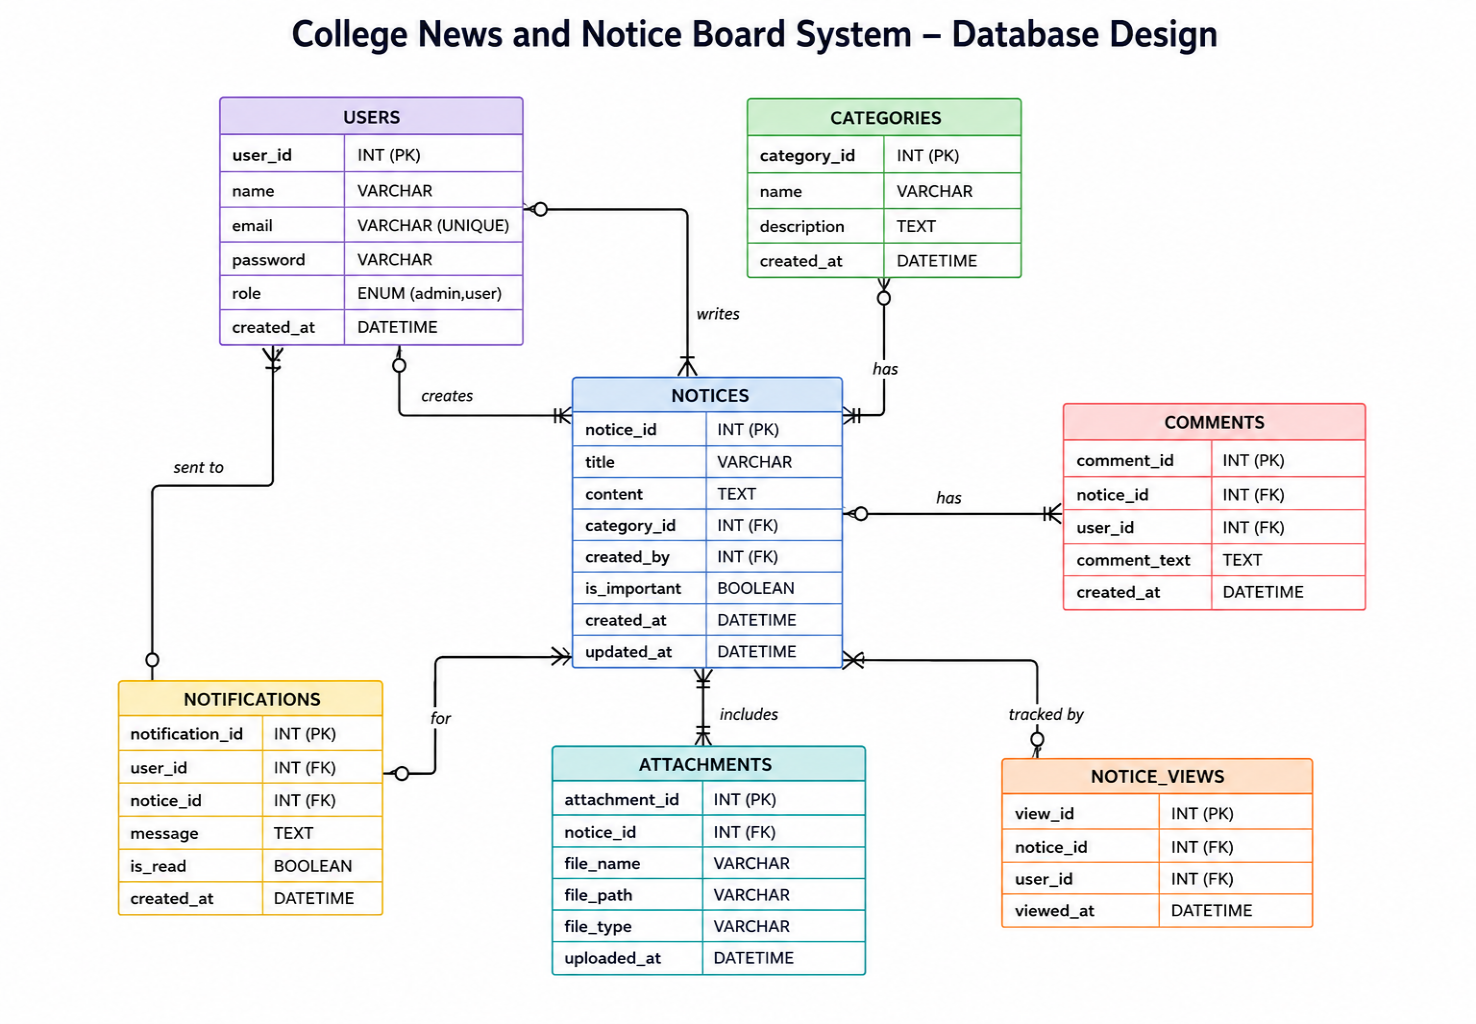 College News and Notice Board System – Database Design
USERS
user_id INT (PK)
name VARCHAR
email VARCHAR (UNIQUE)
password VARCHAR
role ENUM (admin,user)
created_at DATETIME
CATEGORIES
category_id INT (PK)
name VARCHAR
description TEXT
created_at DATETIME
writes
has
creates
sent to
NOTICES
notice_id INT (PK)
title VARCHAR
content TEXT
category_id INT (FK)
created_by INT (FK)
is_important BOOLEAN
created_at DATETIME
updated_at DATETIME
has
COMMENTS
comment_id INT (PK)
notice_id INT (FK)
user_id INT (FK)
comment_text TEXT
created_at DATETIME
for
includes
tracked by
NOTIFICATIONS
notification_id INT (PK)
user_id INT (FK)
notice_id INT (FK)
message TEXT
is_read BOOLEAN
created_at DATETIME
ATTACHMENTS
attachment_id INT (PK)
notice_id INT (FK)
file_name VARCHAR
file_path VARCHAR
file_type VARCHAR
uploaded_at DATETIME
NOTICE_VIEWS
view_id INT (PK)
notice_id INT (FK)
user_id INT (FK)
viewed_at DATETIME